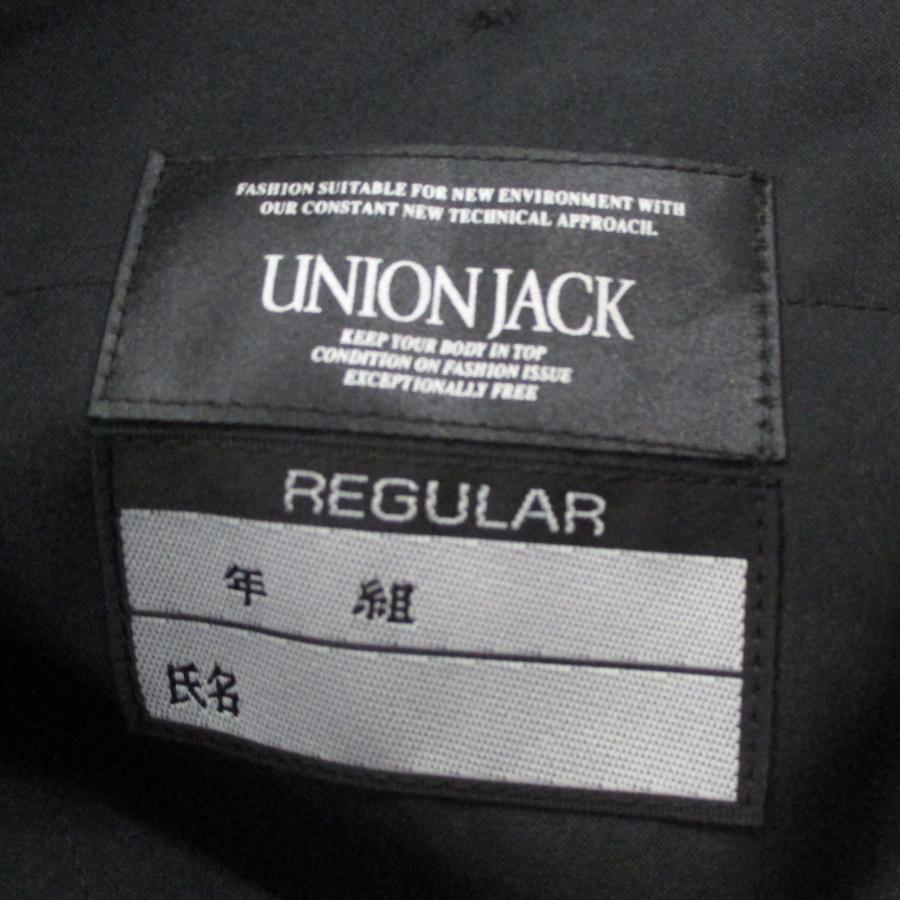 FASHION SUITABLE FOR NEW ENVIRONMENT WITH
OUR CONSTANT NEW TECHNICAL APPROACH.
UNION JACK
KEEP YOUR BODY IN TOP
CONDITION ON FASHION ISSUE
EXCEPTIONALLY FREE
REGULAR
年 組
氏名